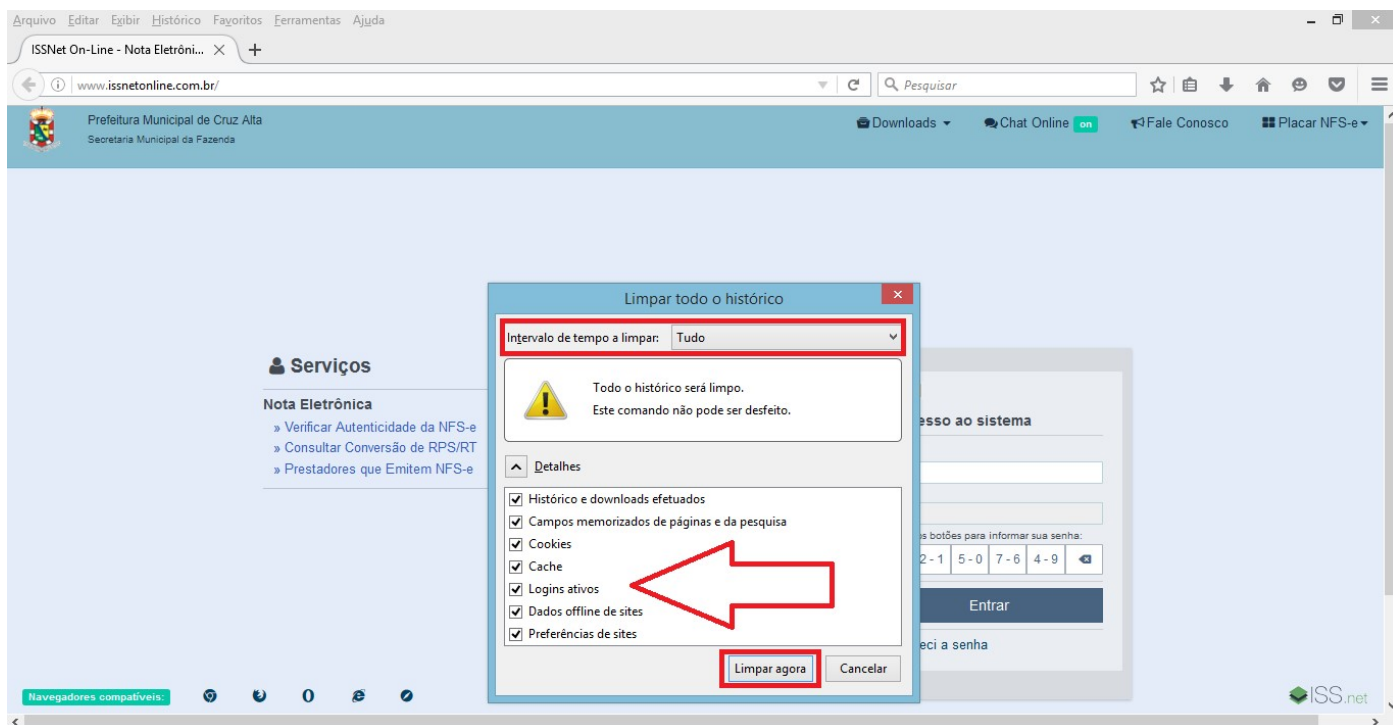 Arquivo Editar Exibir Histórico Favoritos Ferramentas Ajuda
ISSNet On-Line - Nota Eletrôni...
www.issnetonline.com.br/
Pesquisar
Prefeitura Municipal de Cruz Alta
Secretaria Municipal da Fazenda
Downloads
Chat Online on
Fale Conosco
Placar NFS-e
Limpar todo o histórico
Intervalo de tempo a limpar: Tudo
Todo o histórico será limpo.
Este comando não pode ser desfeito.
Detalhes
Histórico e downloads efetuados
Campos memorizados de páginas e da pesquisa
Cookies
Cache
Logins ativos
Dados offline de sites
Preferências de sites
Limpar agora
Cancelar
Serviços
Nota Eletrônica
» Verificar Autenticidade da NFS-e
» Consultar Conversão de RPS/RT
» Prestadores que Emitem NFS-e
esso ao sistema
os botões para informar sua senha:
2 - 1 5 - 0 7 - 6 4 - 9
Entrar
eci a senha
Navegadores compatíveis:
ISS.net